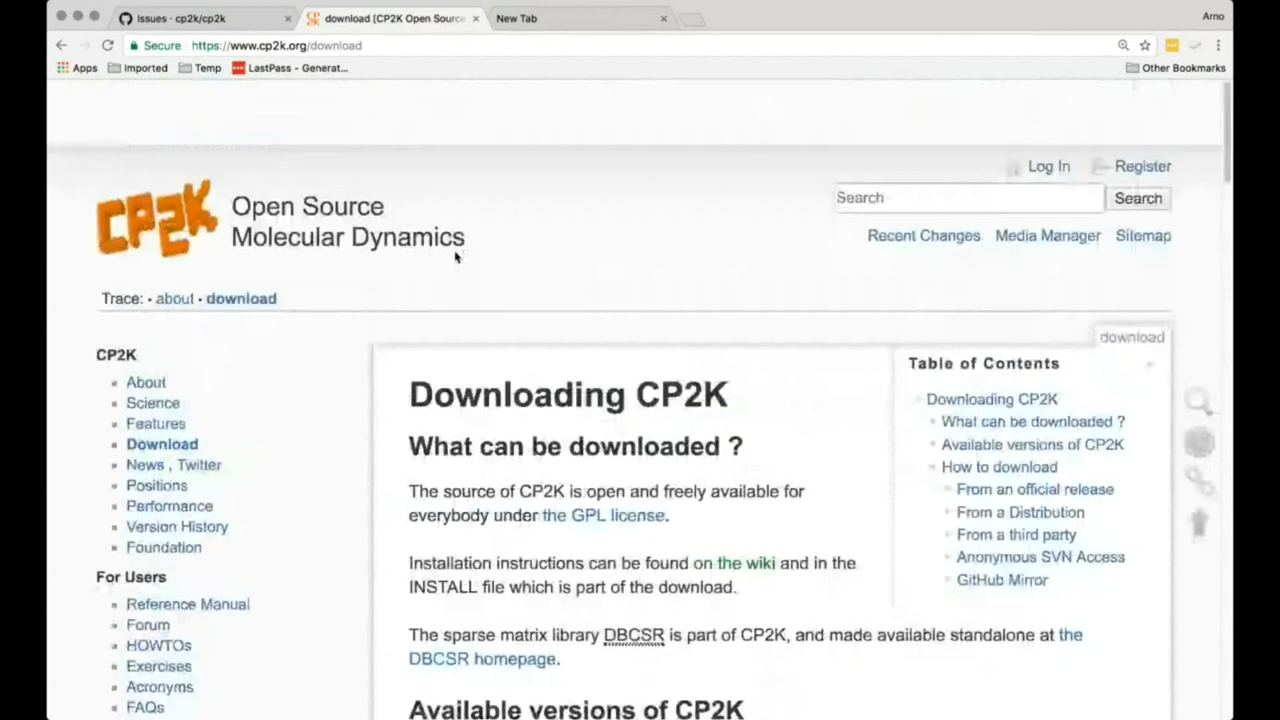 Issues · cp2k/cp2k
download [CP2K Open Source
New Tab
Arno
Secure https://www.cp2k.org/download
Apps Imported Temp LastPass - Generat...
Other Bookmarks
Log In Register
CP2K
Open Source
Molecular Dynamics
Search Search
Recent Changes Media Manager Sitemap
Trace: • about • download
download
CP2K
About
Science
Features
Download
News , Twitter
Positions
Performance
Version History
Foundation
For Users
Reference Manual
Forum
HOWTOs
Exercises
Acronyms
FAQs
Downloading CP2K
What can be downloaded ?
The source of CP2K is open and freely available for
everybody under the GPL license.
Installation instructions can be found on the wiki and in the
INSTALL file which is part of the download.
The sparse matrix library DBCSR is part of CP2K, and made available standalone at the
DBCSR homepage.
Available versions of CP2K
Table of Contents
Downloading CP2K
What can be downloaded ?
Available versions of CP2K
How to download
From an official release
From a Distribution
From a third party
Anonymous SVN Access
GitHub Mirror